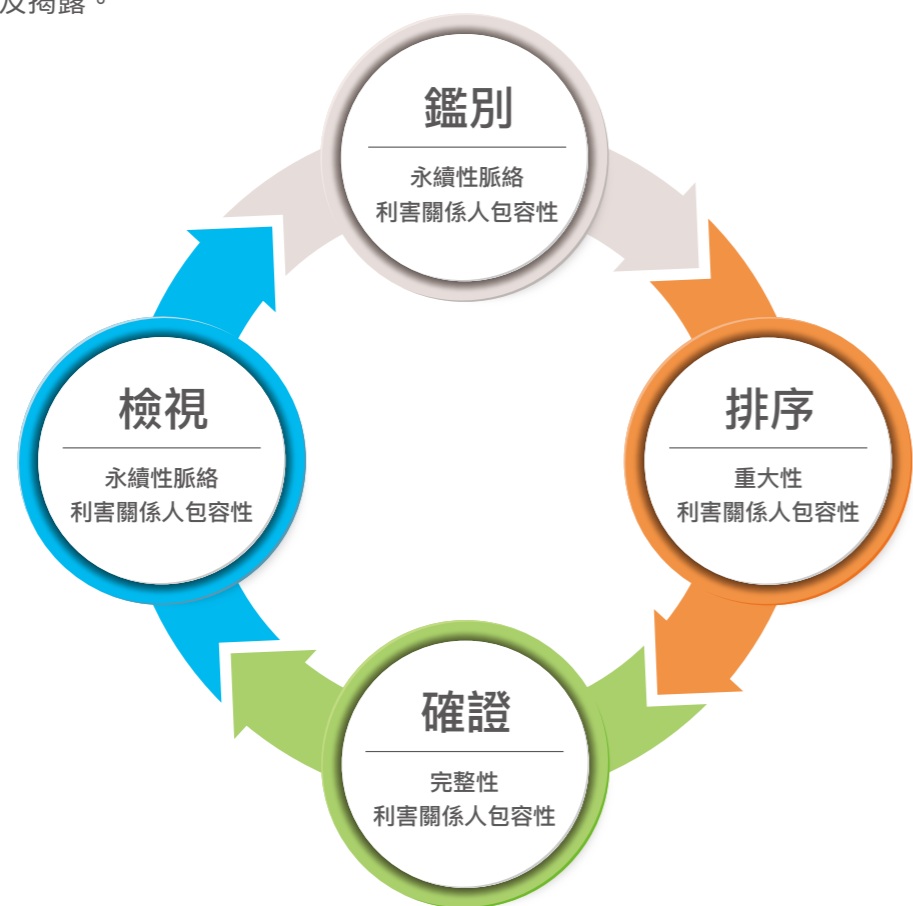 及揭露。
鑑別
永續性脈絡
利害關係人包容性
排序
重大性
利害關係人包容性
確證
完整性
利害關係人包容性
檢視
永續性脈絡
利害關係人包容性